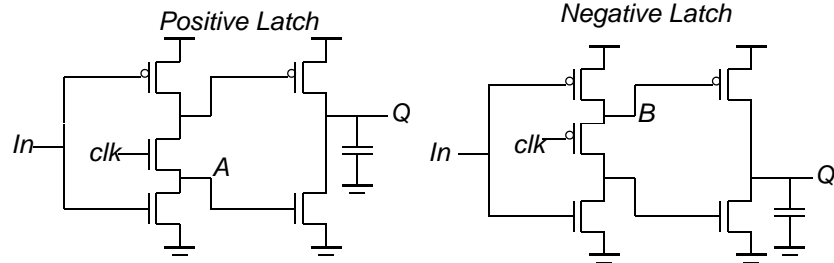 Positive Latch
In
clk
A
Q
Negative Latch
In
clk
B
Q